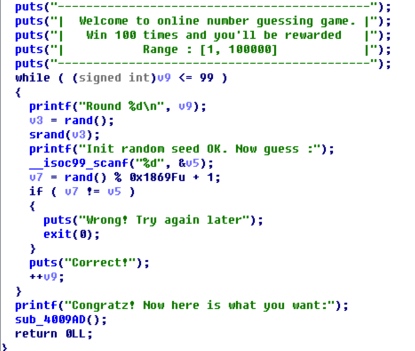 puts("-----------------------------------------");
puts("|  Welcome to online number guessing game. |");
puts("|   Win 100 times and you'll be rewarded    |");
puts("|          Range : [1, 100000]           |");
puts("-----------------------------------------");
while ( (signed int)v9 <= 99 )
{
printf("Round %d\n", v9);
v3 = rand();
srand(v3);
printf("Init random seed OK. Now guess :");
__isoc99_scanf("%d", &v5);
v7 = rand() % 0x1869Fu + 1;
if ( v7 != v5 )
{
puts("Wrong! Try again later");
exit(0);
}
puts("Correct!");
++v9;
}
printf("Congratz! Now here is what you want:");
sub_4009AD();
return 0LL;
}